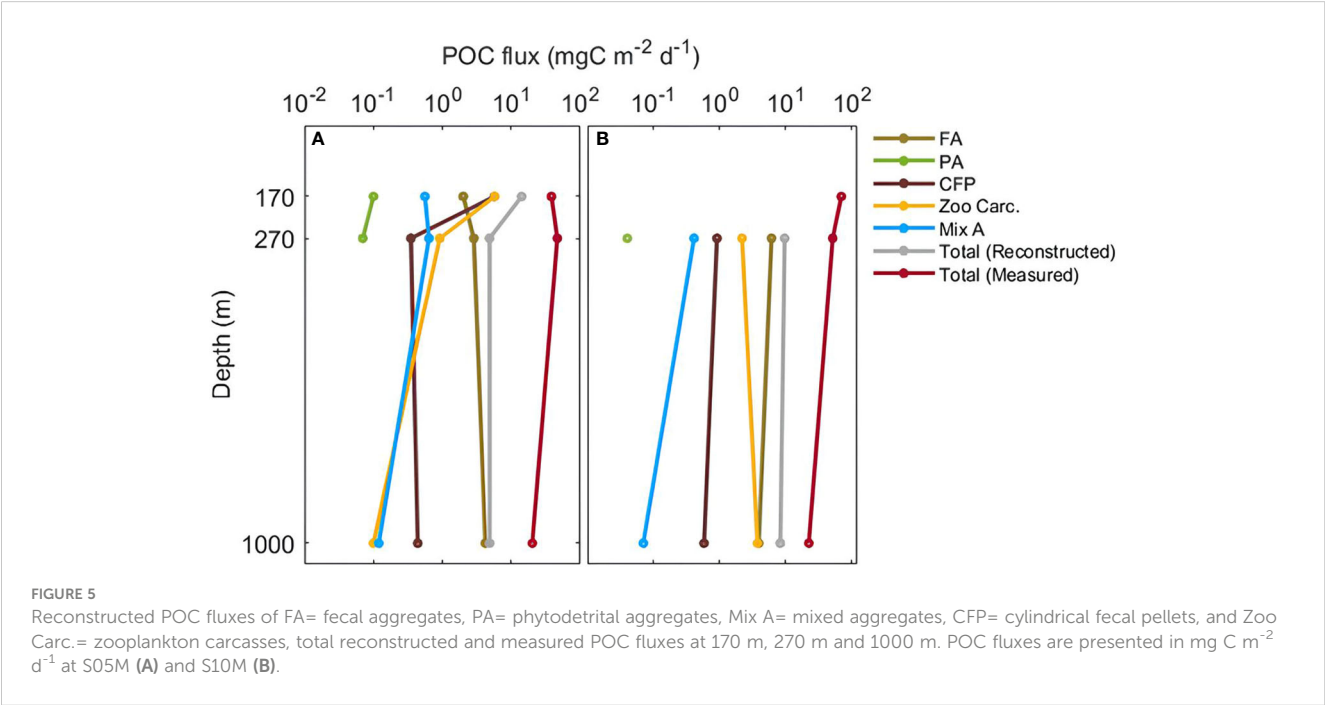 POC flux (mgC m⁻² d⁻¹)
10⁻² 10⁻¹ 10⁰ 10¹ 10² 10⁻¹ 10⁰ 10¹ 10²
A B
170
270
1000
Depth (m)
FA
PA
CFP
Zoo Carc.
Mix A
Total (Reconstructed)
Total (Measured)
FIGURE 5
Reconstructed POC fluxes of FA= fecal aggregates, PA= phytodetrital aggregates, Mix A= mixed aggregates, CFP= cylindrical fecal pellets, and Zoo
Carc.= zooplankton carcasses, total reconstructed and measured POC fluxes at 170 m, 270 m and 1000 m. POC fluxes are presented in mg C m⁻²
d⁻¹ at S05M (A) and S10M (B).